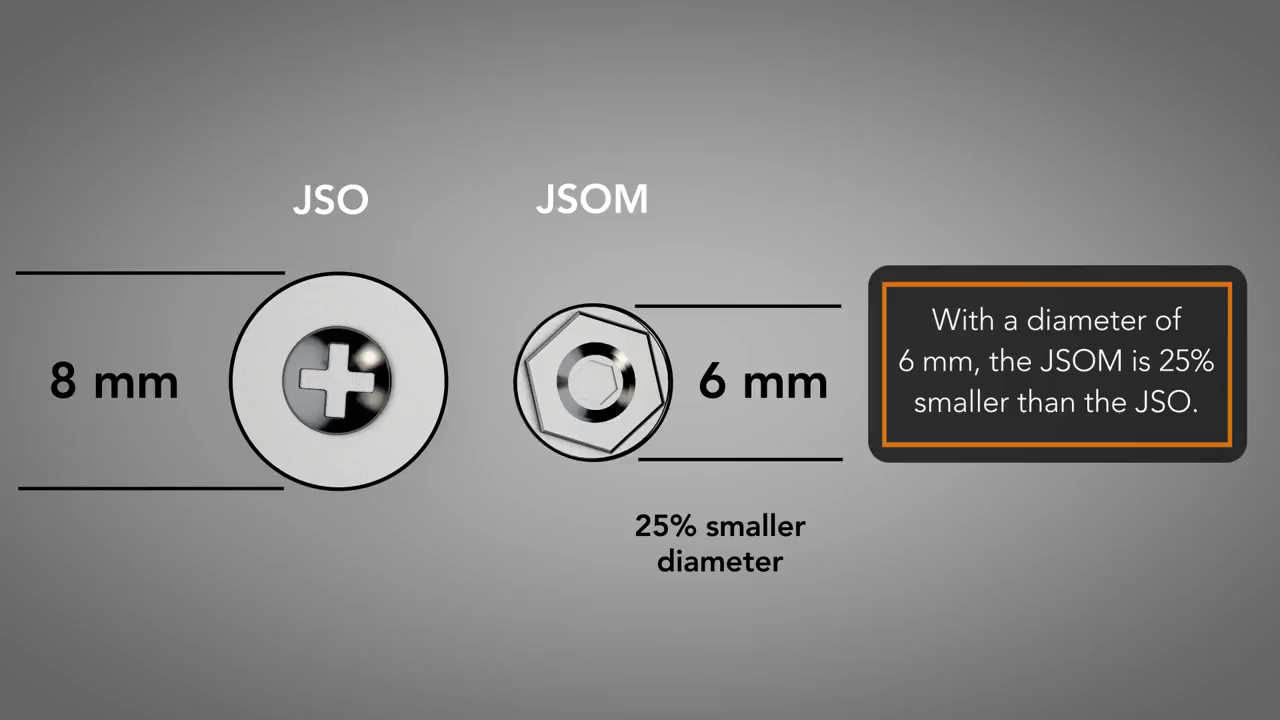 JSO
JSOM
8 mm
6 mm
With a diameter of
6 mm, the JSOM is 25%
smaller than the JSO.
25% smaller
diameter